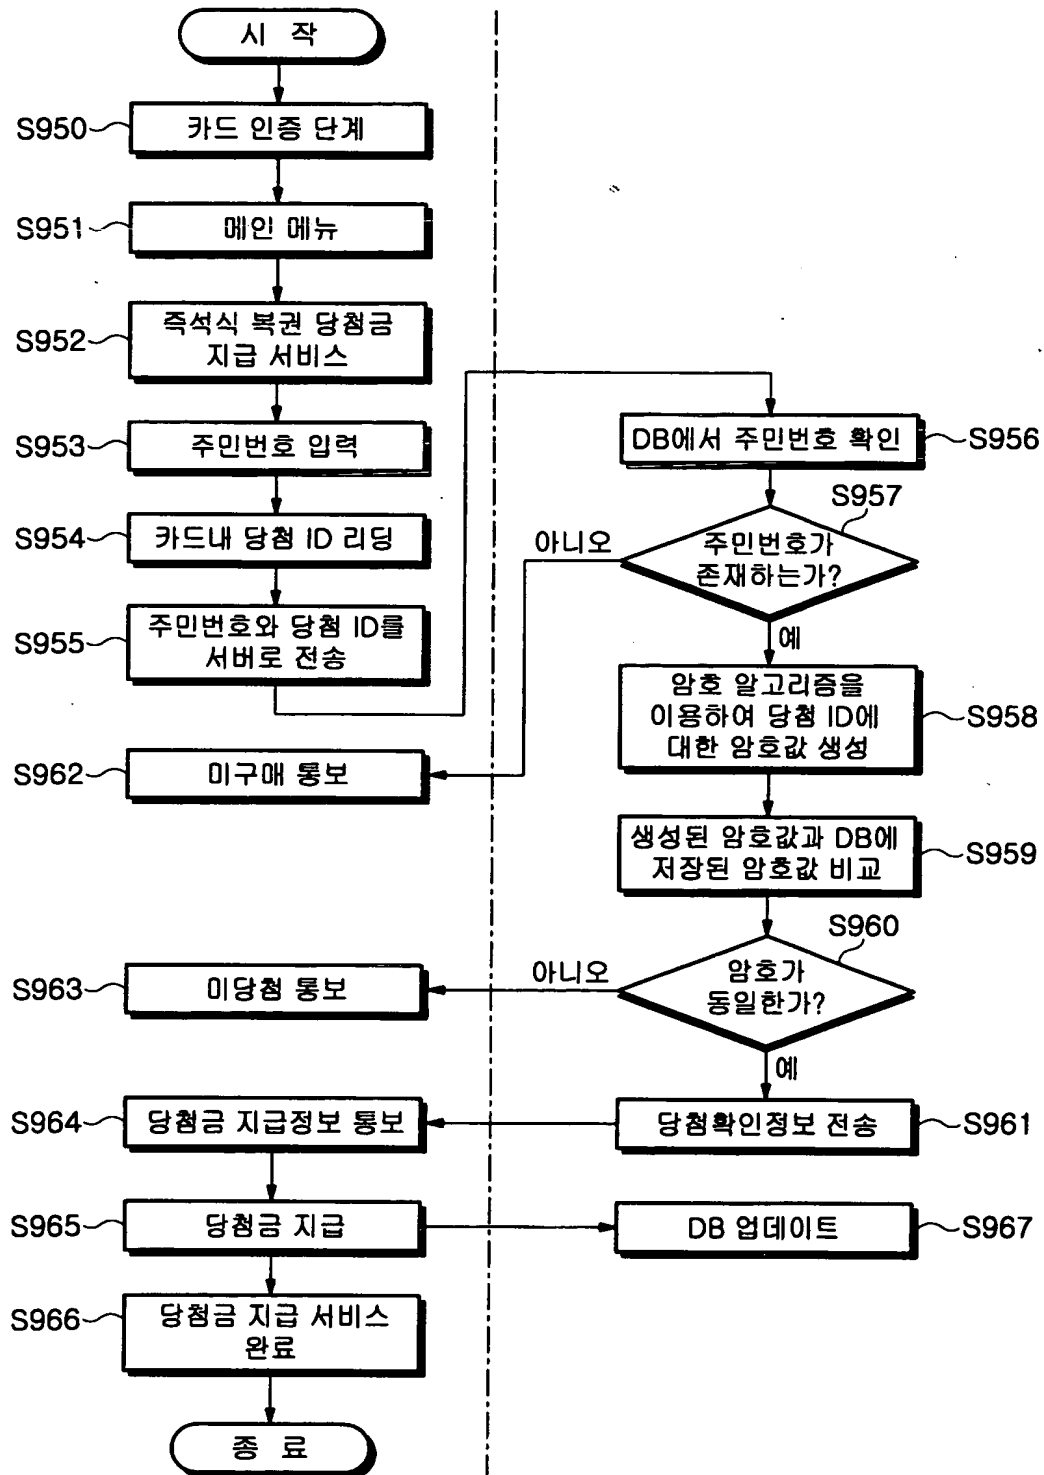 시 작
S950
카드 인증 단계
S951
메인 메뉴
S952
즉석식 복권 당첨금
지급 서비스
S953
주민번호 입력
S954
카드내 당첨 ID 리딩
S955
주민번호와 당첨 ID를
서버로 전송
DB에서 주민번호 확인
S956
S957
주민번호가
존재하는가?
아니오
예
암호 알고리즘을
이용하여 당첨 ID에
대한 암호값 생성
S958
S962
미구매 통보
생성된 암호값과 DB에
저장된 암호값 비교
S959
S960
암호가
동일한가?
아니오
예
S963
미당첨 통보
S964
당첨금 지급정보 통보
당첨확인정보 전송
S961
S965
당첨금 지급
DB 업데이트
S967
S966
당첨금 지급 서비스
완료
종 료